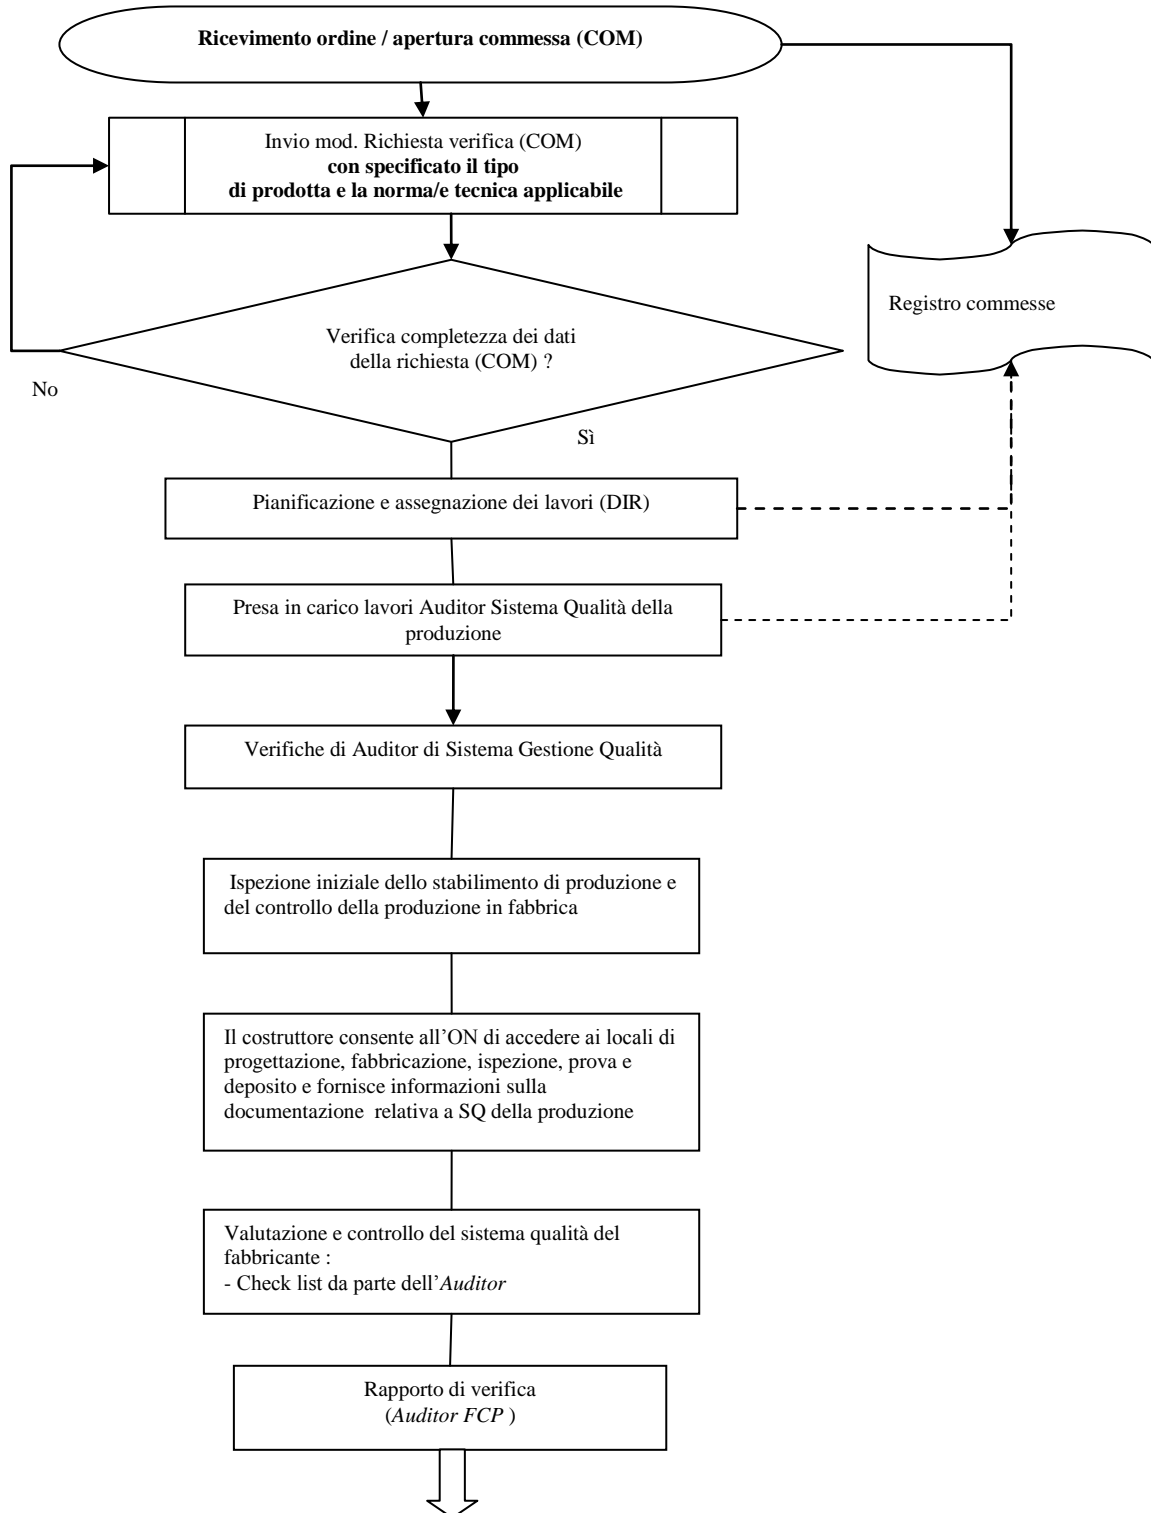 Ricevimento ordine / apertura commessa (COM)
Invio mod. Richiesta verifica (COM)
con specificato il tipo
di prodotta e la norma/e tecnica applicabile
Registro commesse
Verifica completezza dei dati
della richiesta (COM) ?
No
Sì
Pianificazione e assegnazione dei lavori (DIR)
Presa in carico lavori Auditor Sistema Qualità della
produzione
Verifiche di Auditor di Sistema Gestione Qualità
Ispezione iniziale dello stabilimento di produzione e
del controllo della produzione in fabbrica
Il costruttore consente all’ON di accedere ai locali di
progettazione, fabbricazione, ispezione, prova e
deposito e fornisce informazioni sulla
documentazione relativa a SQ della produzione
Valutazione e controllo del sistema qualità del
fabbricante :
- Check list da parte dell’Auditor
Rapporto di verifica
(Auditor FCP )